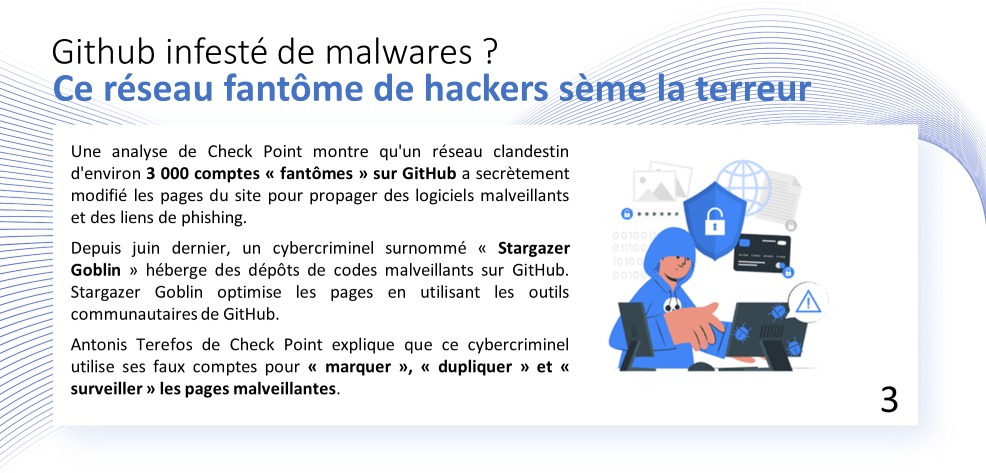 Github infesté de malwares ?
Ce réseau fantôme de hackers sème la terreur
Une analyse de Check Point montre qu'un réseau clandestin
d'environ 3 000 comptes « fantômes » sur GitHub a secrètement
modifié les pages du site pour propager des logiciels malveillants
et des liens de phishing.
Depuis juin dernier, un cybercriminel surnommé « Stargazer
Goblin » héberge des dépôts de codes malveillants sur GitHub.
Stargazer Goblin optimise les pages en utilisant les outils
communautaires de GitHub.
Antonis Terefos de Check Point explique que ce cybercriminel
utilise ses faux comptes pour « marquer », « dupliquer » et «
surveiller » les pages malveillantes.
3